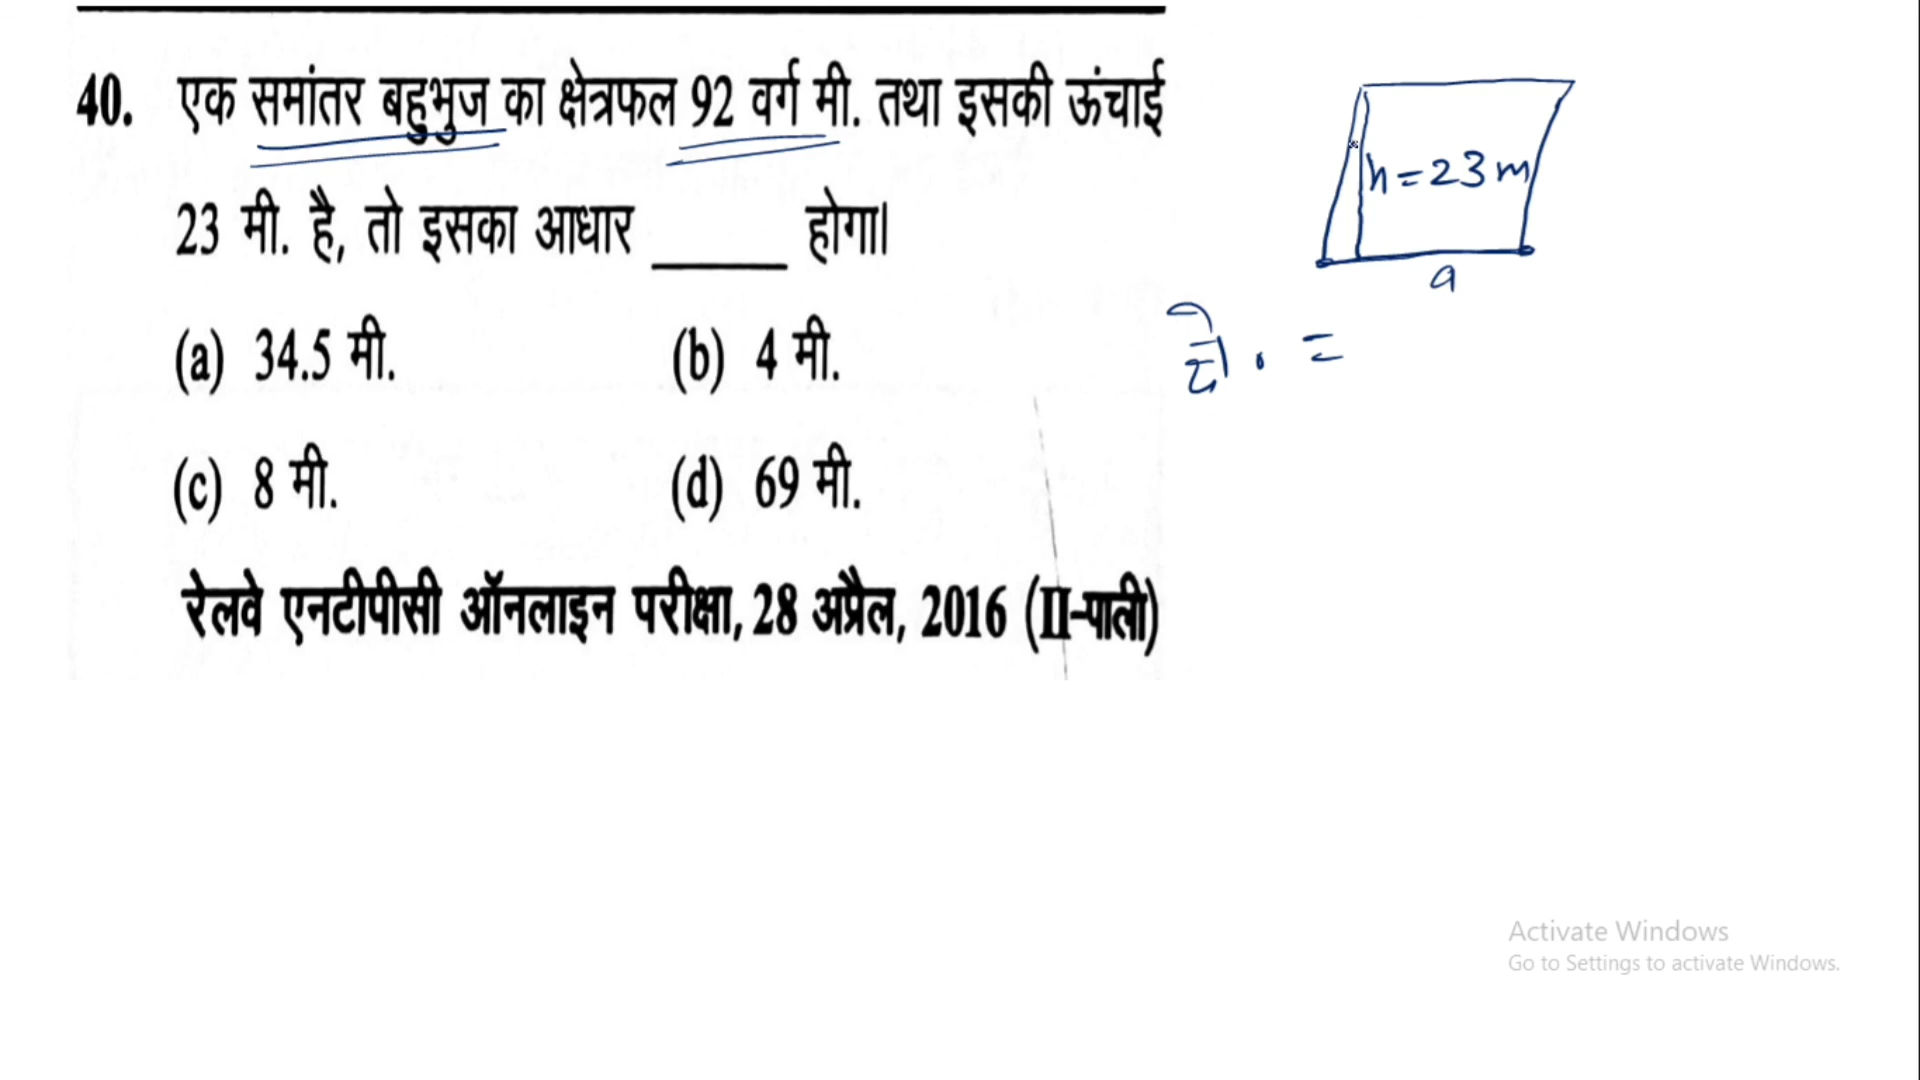 40. एक समांतर बहुभुज का क्षेत्रफल 92 वर्ग मी. तथा इसकी ऊंचाई
23 मी. है, तो इसका आधार _____ होगा।
(a) 34.5 मी. (b) 4 मी.
(c) 8 मी. (d) 69 मी.
रेलवे एनटीपीसी ऑनलाइन परीक्षा, 28 अप्रैल, 2016 (II-पाली)
h = 23 m
a
=
Activate Windows
Go to Settings to activate Windows.